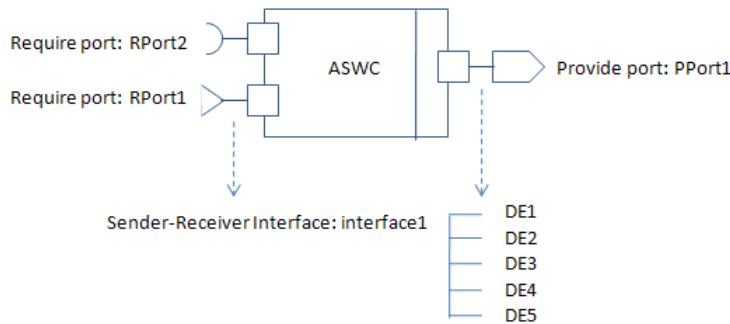 Require port: RPort2
ASWC
Provide port: PPort1
Require port: RPort1
Sender-Receiver Interface: interface1
DE1
DE2
DE3
DE4
DE5